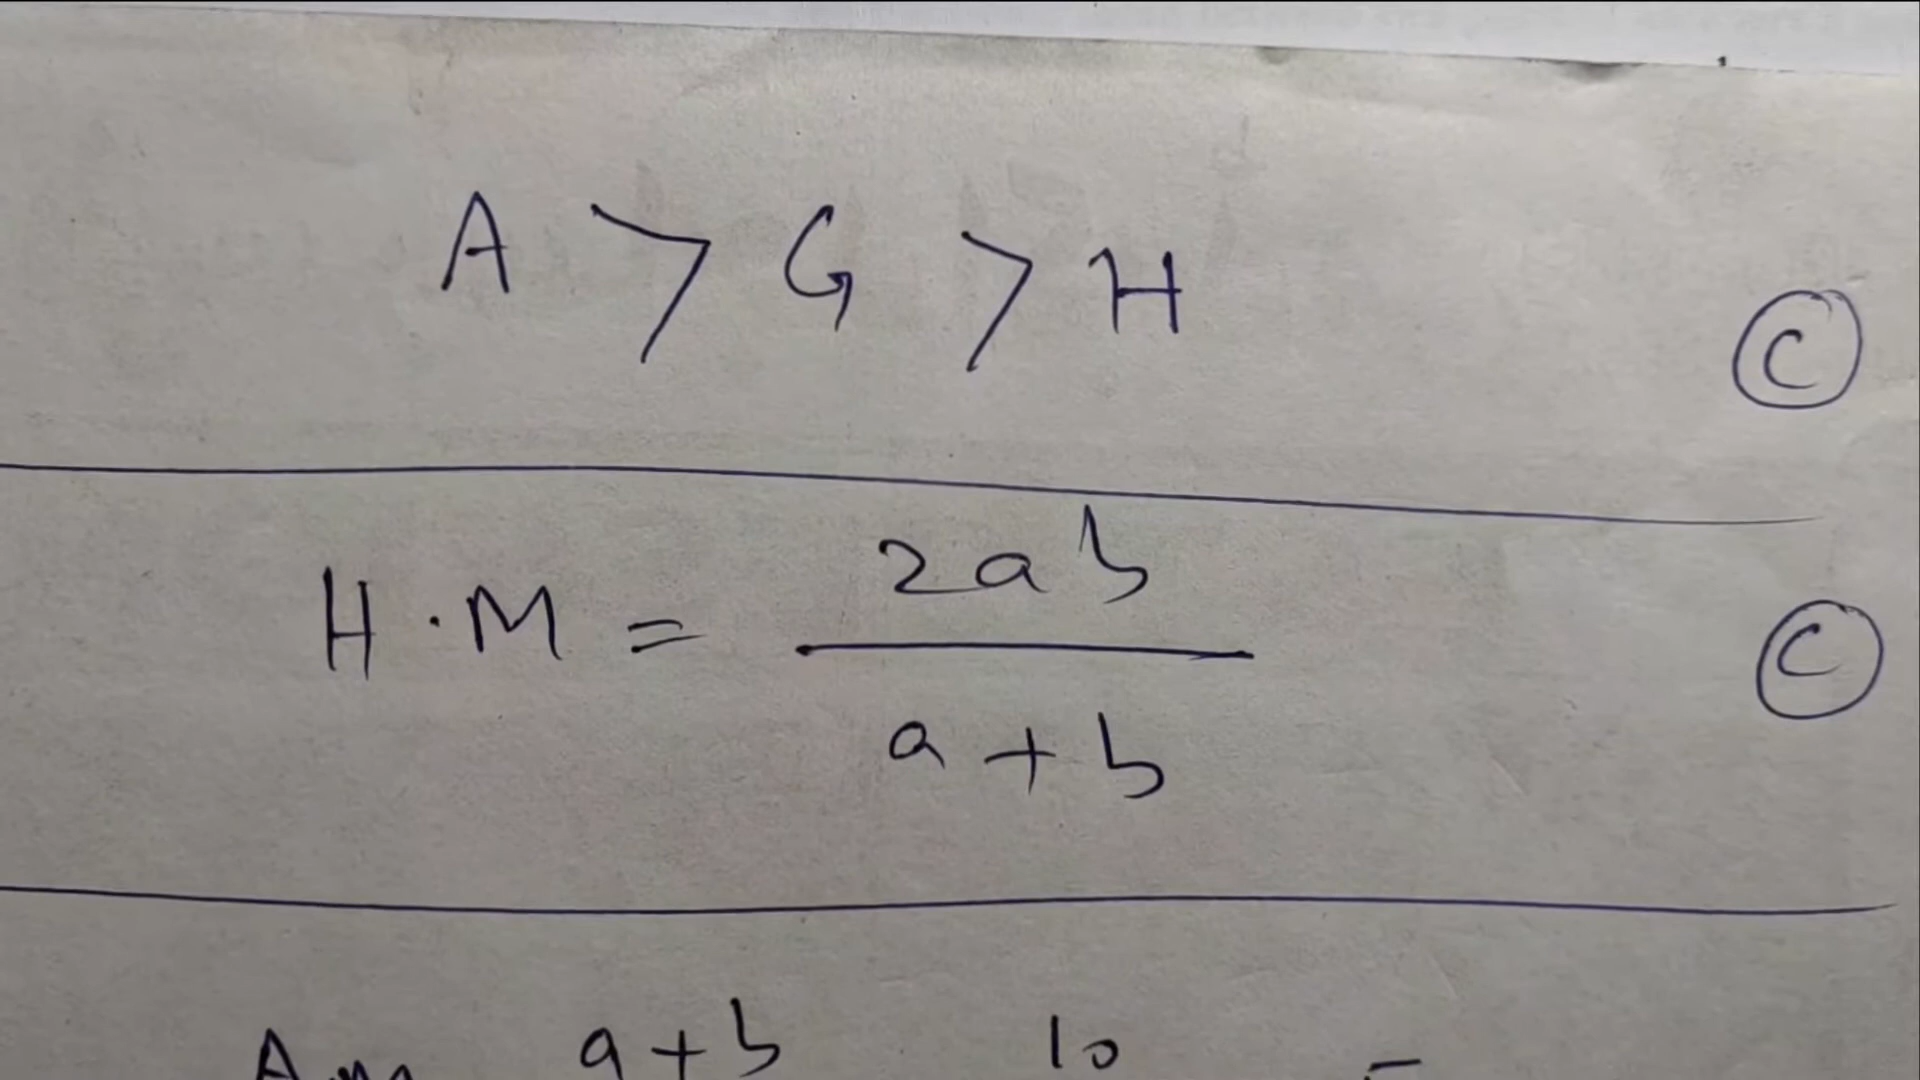 A > G > H
C
H.M = 2ab
a + b
C
A.m a+b 10